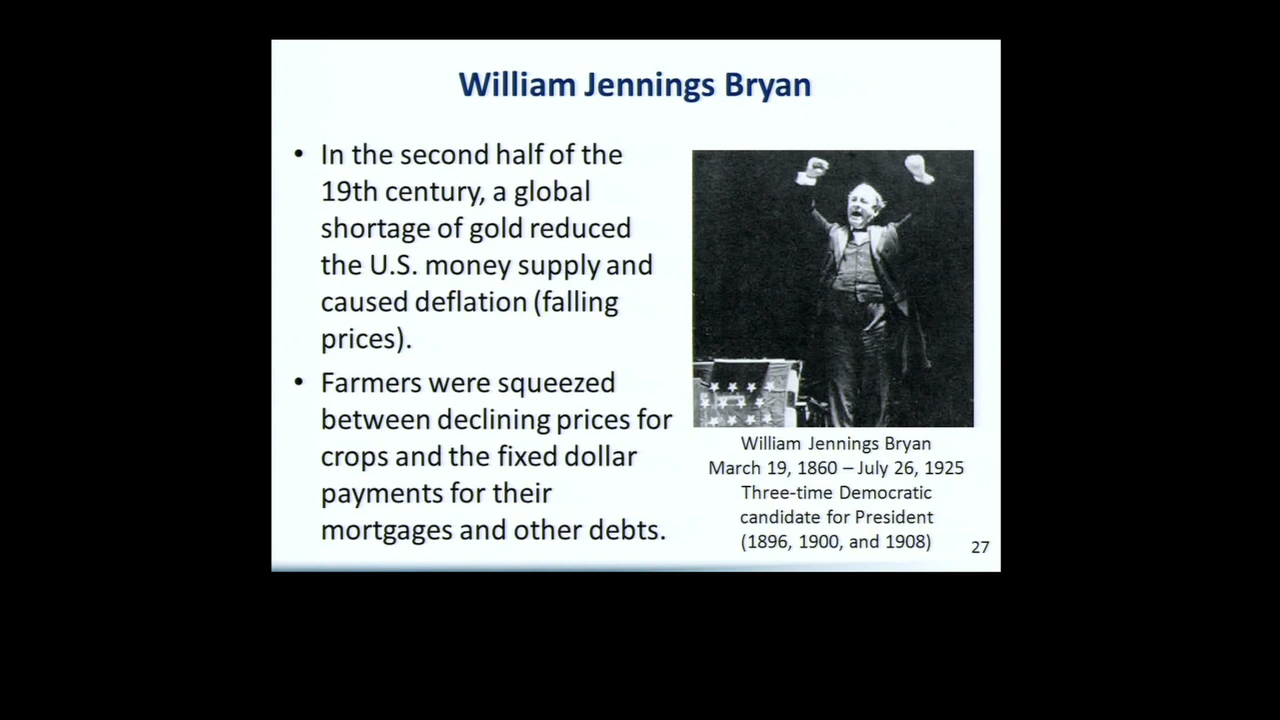 William Jennings Bryan
• In the second half of the
19th century, a global
shortage of gold reduced
the U.S. money supply and
caused deflation (falling
prices).
• Farmers were squeezed
between declining prices for
crops and the fixed dollar
payments for their
mortgages and other debts.
William Jennings Bryan
March 19, 1860 – July 26, 1925
Three-time Democratic
candidate for President
(1896, 1900, and 1908)
27